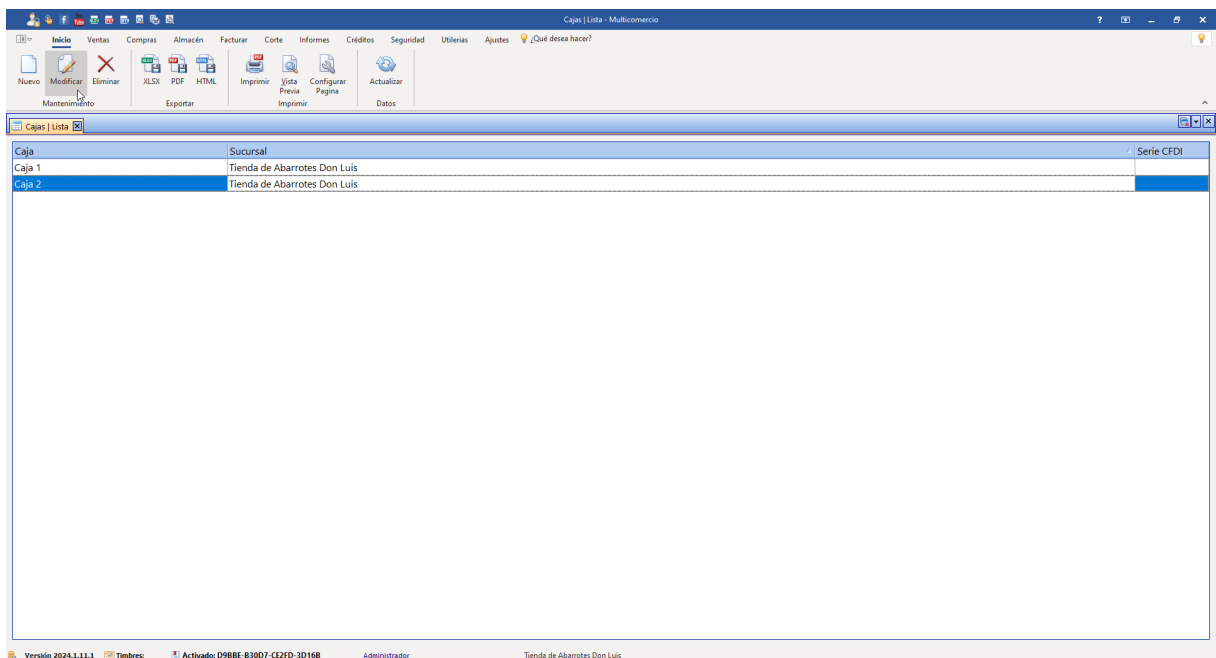 Cajas | Lista - Multicomercio
Inicio Ventas Compras Almacén Facturar Corte Informes Créditos Seguridad Utilerias Ajustes ¿Qué desea hacer?
Nuevo Modificar Eliminar XLSX PDF HTML Imprimir Vista Previa Configurar Pagina Actualizar
Mantenimiento Exportar Imprimir Datos
Cajas | Lista
Caja Sucursal Serie CFDI
Caja 1 Tienda de Abarrotes Don Luis
Caja 2 Tienda de Abarrotes Don Luis
Versión 2024.1.11.1 Timbres: Activado: D9BBE-B30D7-CE2FD-3D16B Administrador Tienda de Abarrotes Don Luis